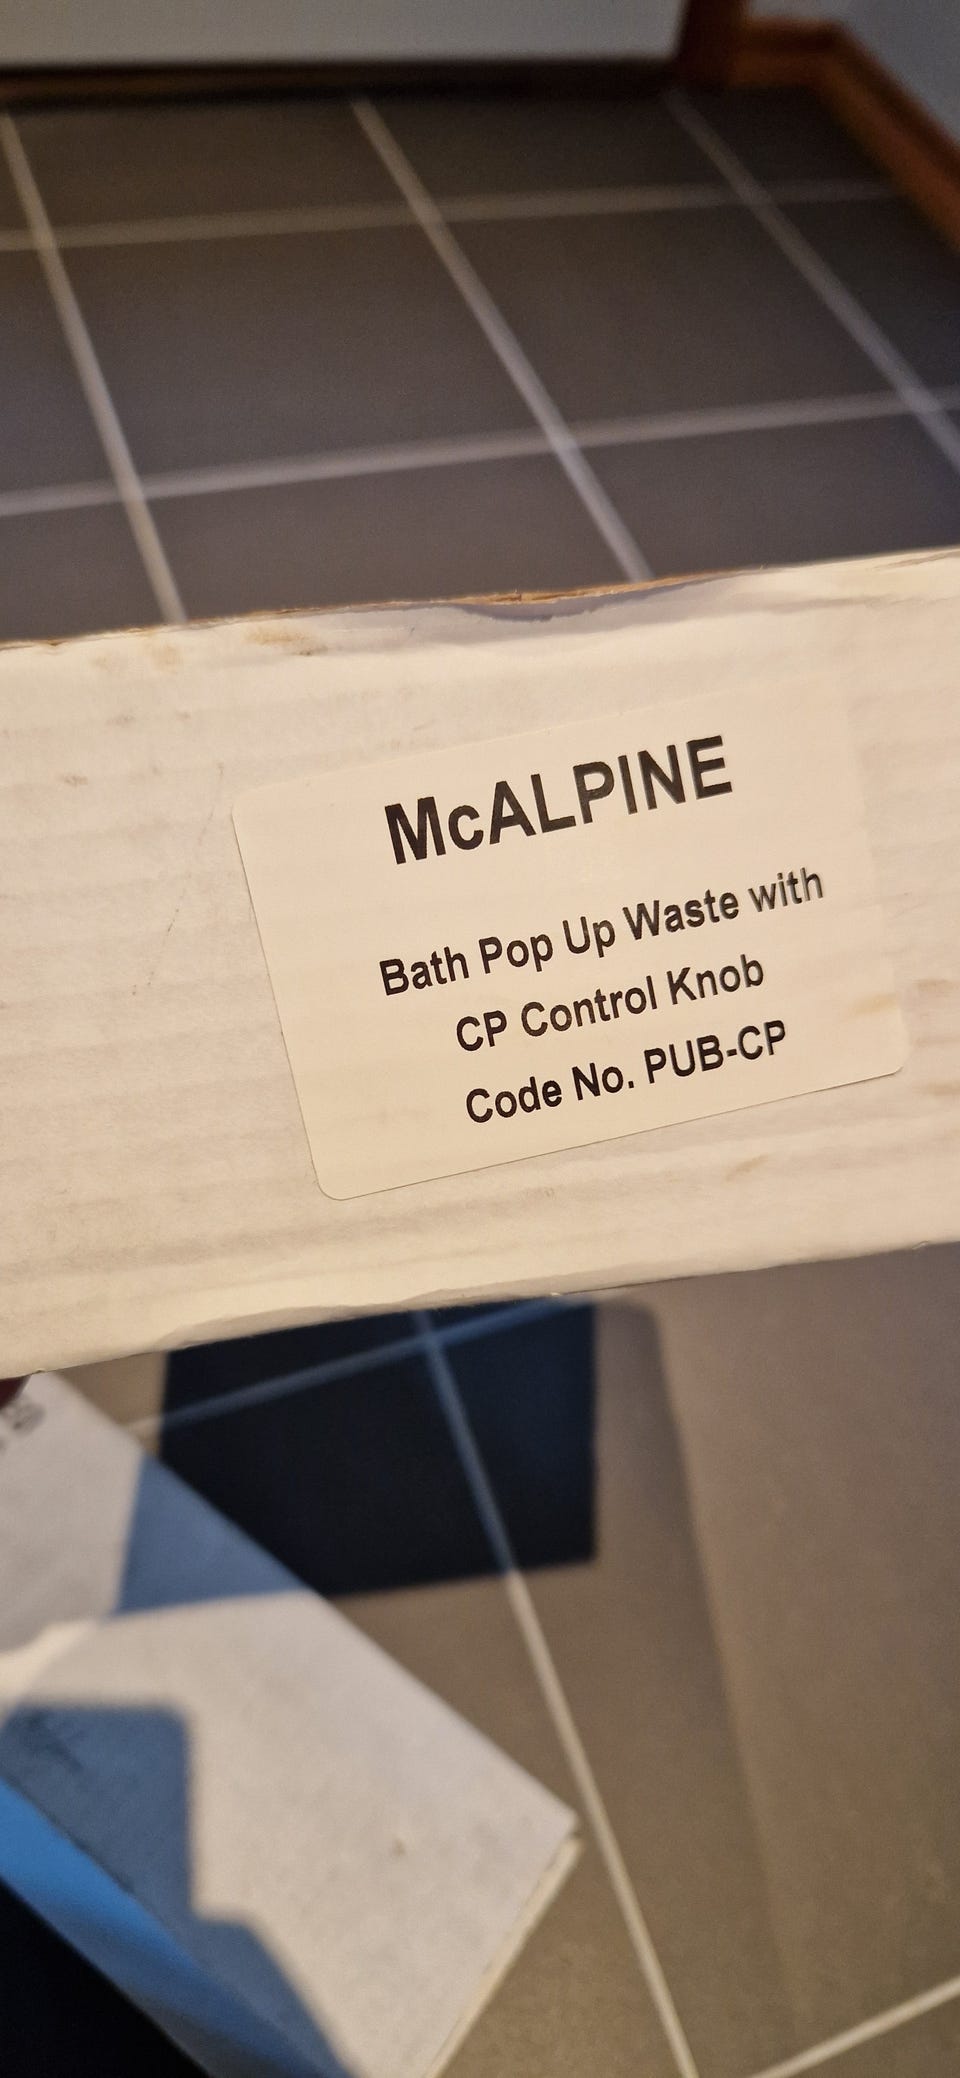 McALPINE
Bath Pop Up Waste with
CP Control Knob
Code No. PUB-CP